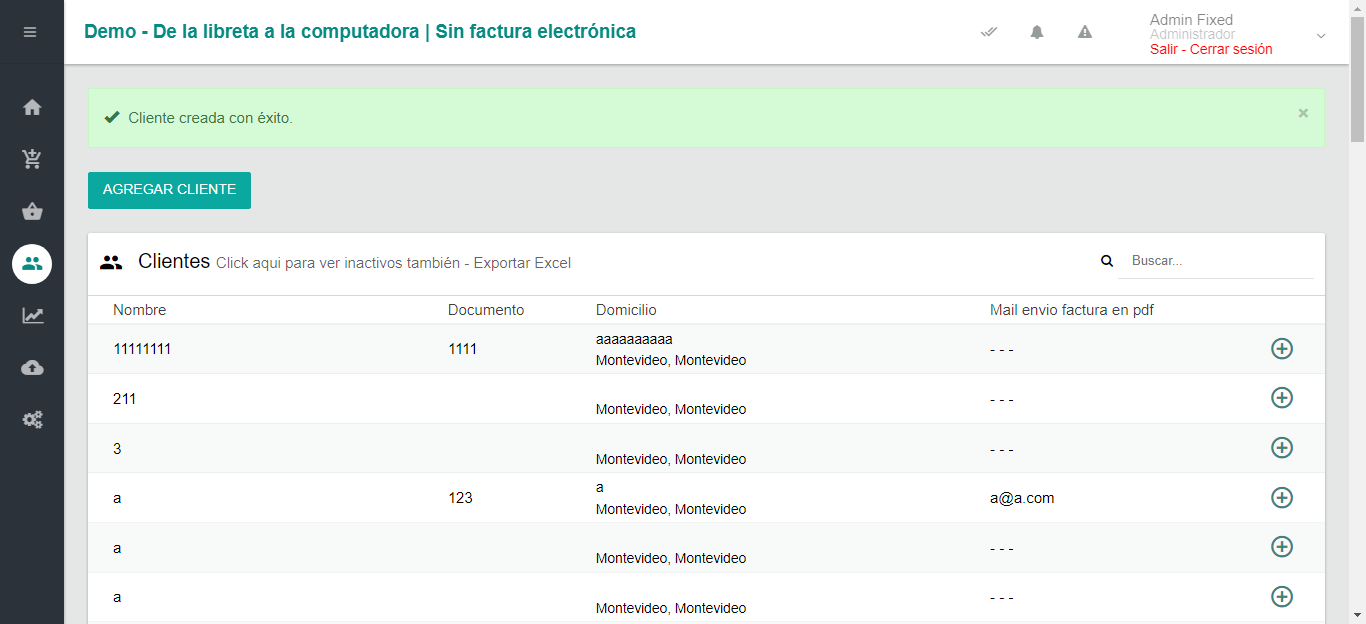 Demo - De la libreta a la computadora | Sin factura electrónica
Admin Fixed
Administrador
Salir - Cerrar sesión
Cliente creada con éxito.
×
AGREGAR CLIENTE
Clientes Click aqui para ver inactivos también - Exportar Excel
Buscar...
Nombre Documento Domicilio Mail envio factura en pdf
11111111 1111 aaaaaaaaaa - - -
Montevideo, Montevideo
211 - - -
Montevideo, Montevideo
3 - - -
Montevideo, Montevideo
a 123 a a@a.com
Montevideo, Montevideo
a - - -
Montevideo, Montevideo
a - - -
Montevideo, Montevideo